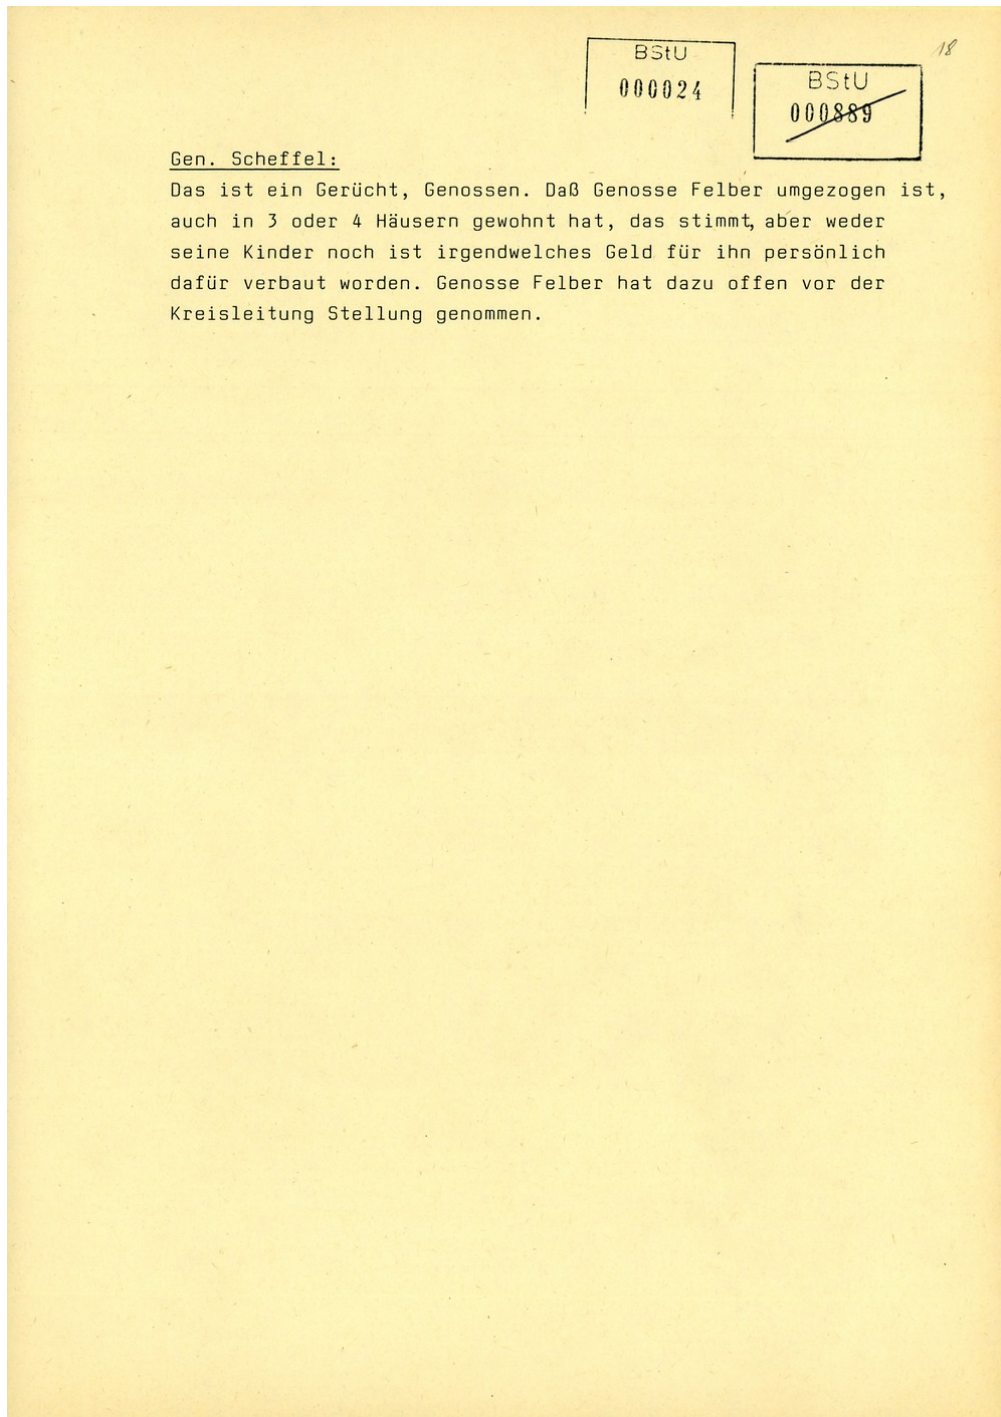 18
BStU
000024
BStU
000889
Gen. Scheffel:
Das ist ein Gerücht, Genossen. Daß Genosse Felber umgezogen ist,
auch in 3 oder 4 Häusern gewohnt hat, das stimmt, aber weder
seine Kinder noch ist irgendwelches Geld für ihn persönlich
dafür verbaut worden. Genosse Felber hat dazu offen vor der
Kreisleitung Stellung genommen.